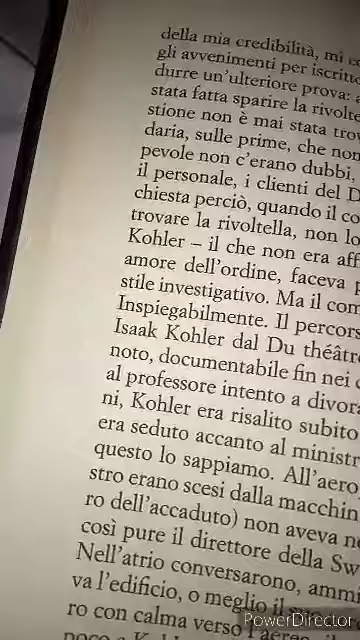 della mia credibilità, mi
gli avvenimenti per iscritto
durre un'ulteriore prova:
stata fatta sparire la rivolte
stione non è mai stata trov
daria, sulle prime, che non
pevole non c'erano dubbi,
il personale, i clienti del D
chiesta perciò, quando il co
trovare la rivoltella, non lo
Kohler – il che non era aff
amore dell'ordine, faceva p
stile investigativo. Ma il com
Inspiegabilmente. Il percors
Isaak Kohler dal Du théâtre
noto, documentabile fin nei
al professore intento a divora
ni, Kohler era risalito subito
era seduto accanto al ministr
questo lo sappiamo. All'aero
stro erano scesi dalla macchin
ro dell'accaduto) non aveva n
così pure il direttore della Sw
Nell'atrio conversarono, ammi
va l'edificio, o meglio il suo
ro con calma verso l'aereo, il
poco a
PowerDirector